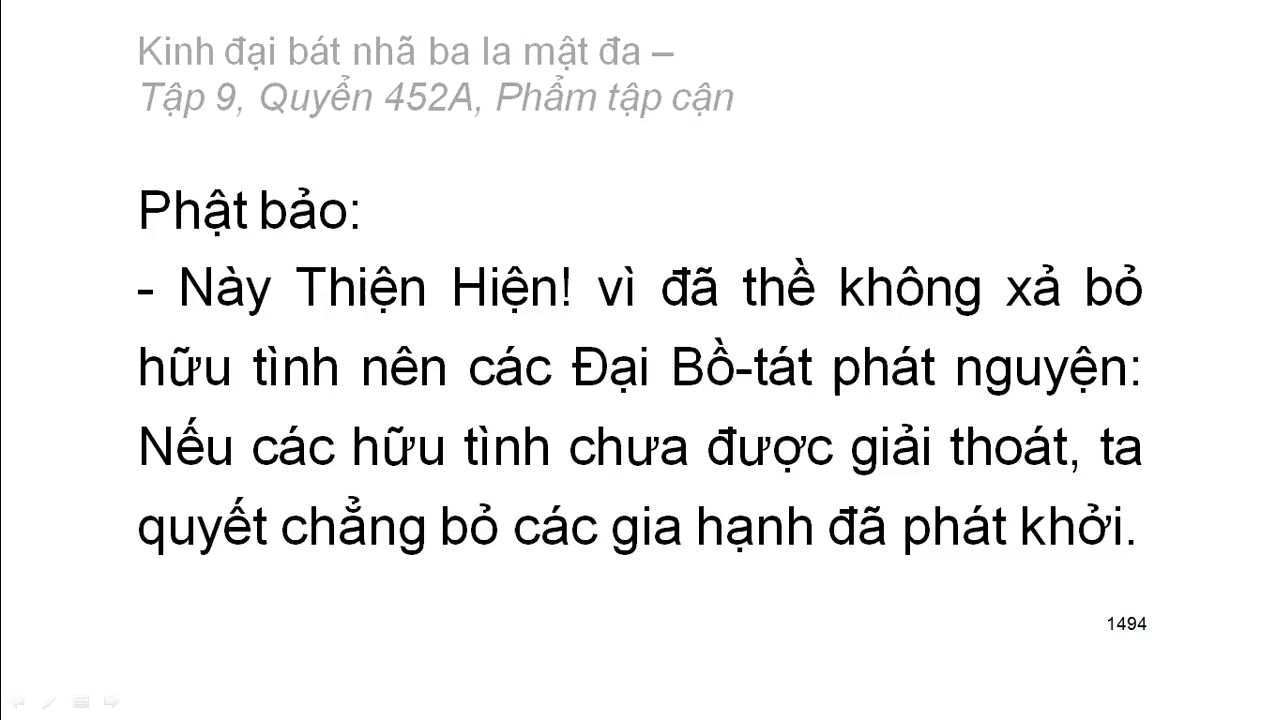 Kinh đại bát nhã ba la mật đa –
Tập 9, Quyển 452A, Phẩm tập cận
Phật bảo:
- Này Thiện Hiện! vì đã thề không xả bỏ
hữu tình nên các Đại Bồ-tát phát nguyện:
Nếu các hữu tình chưa được giải thoát, ta
quyết chẳng bỏ các gia hạnh đã phát khởi.
1494